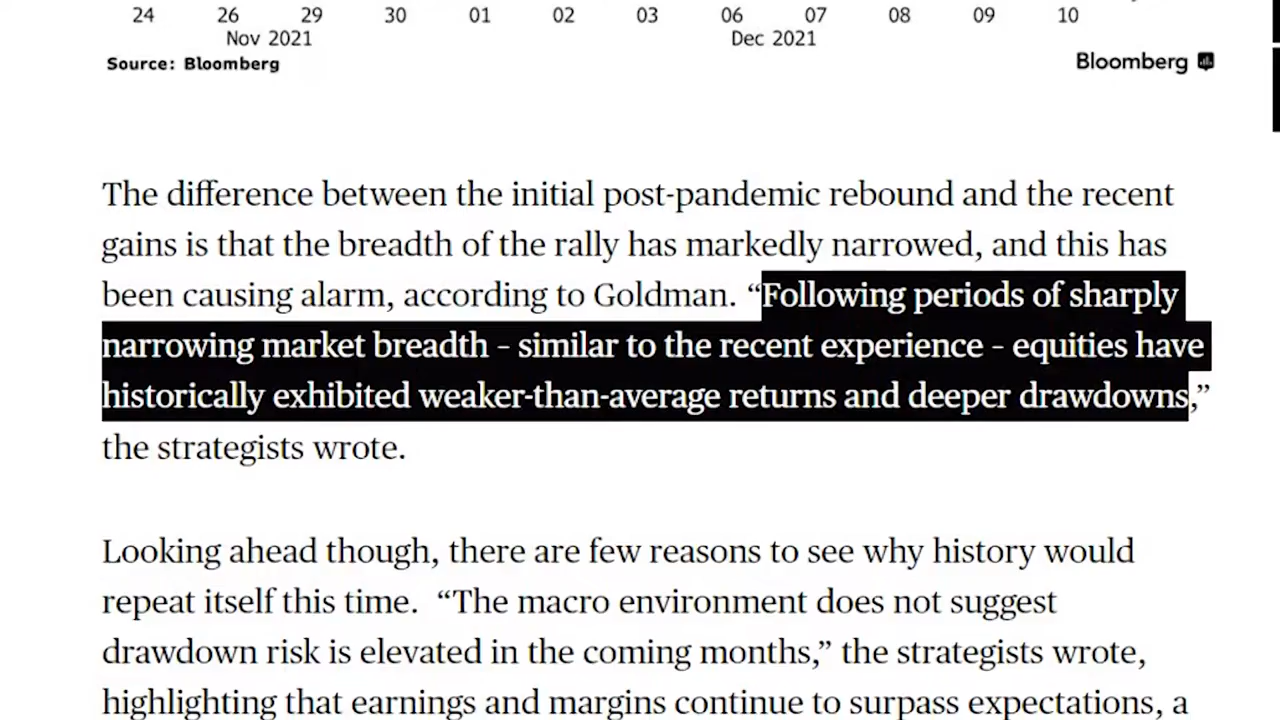 24 26 29 30 01 02 03 06 07 08 09 10
Nov 2021 Dec 2021
Source: Bloomberg Bloomberg
The difference between the initial post-pandemic rebound and the recent
gains is that the breadth of the rally has markedly narrowed, and this has
been causing alarm, according to Goldman. “Following periods of sharply
narrowing market breadth – similar to the recent experience – equities have
historically exhibited weaker-than-average returns and deeper drawdowns,”
the strategists wrote.
Looking ahead though, there are few reasons to see why history would
repeat itself this time. “The macro environment does not suggest
drawdown risk is elevated in the coming months,” the strategists wrote,
highlighting that earnings and margins continue to surpass expectations, a